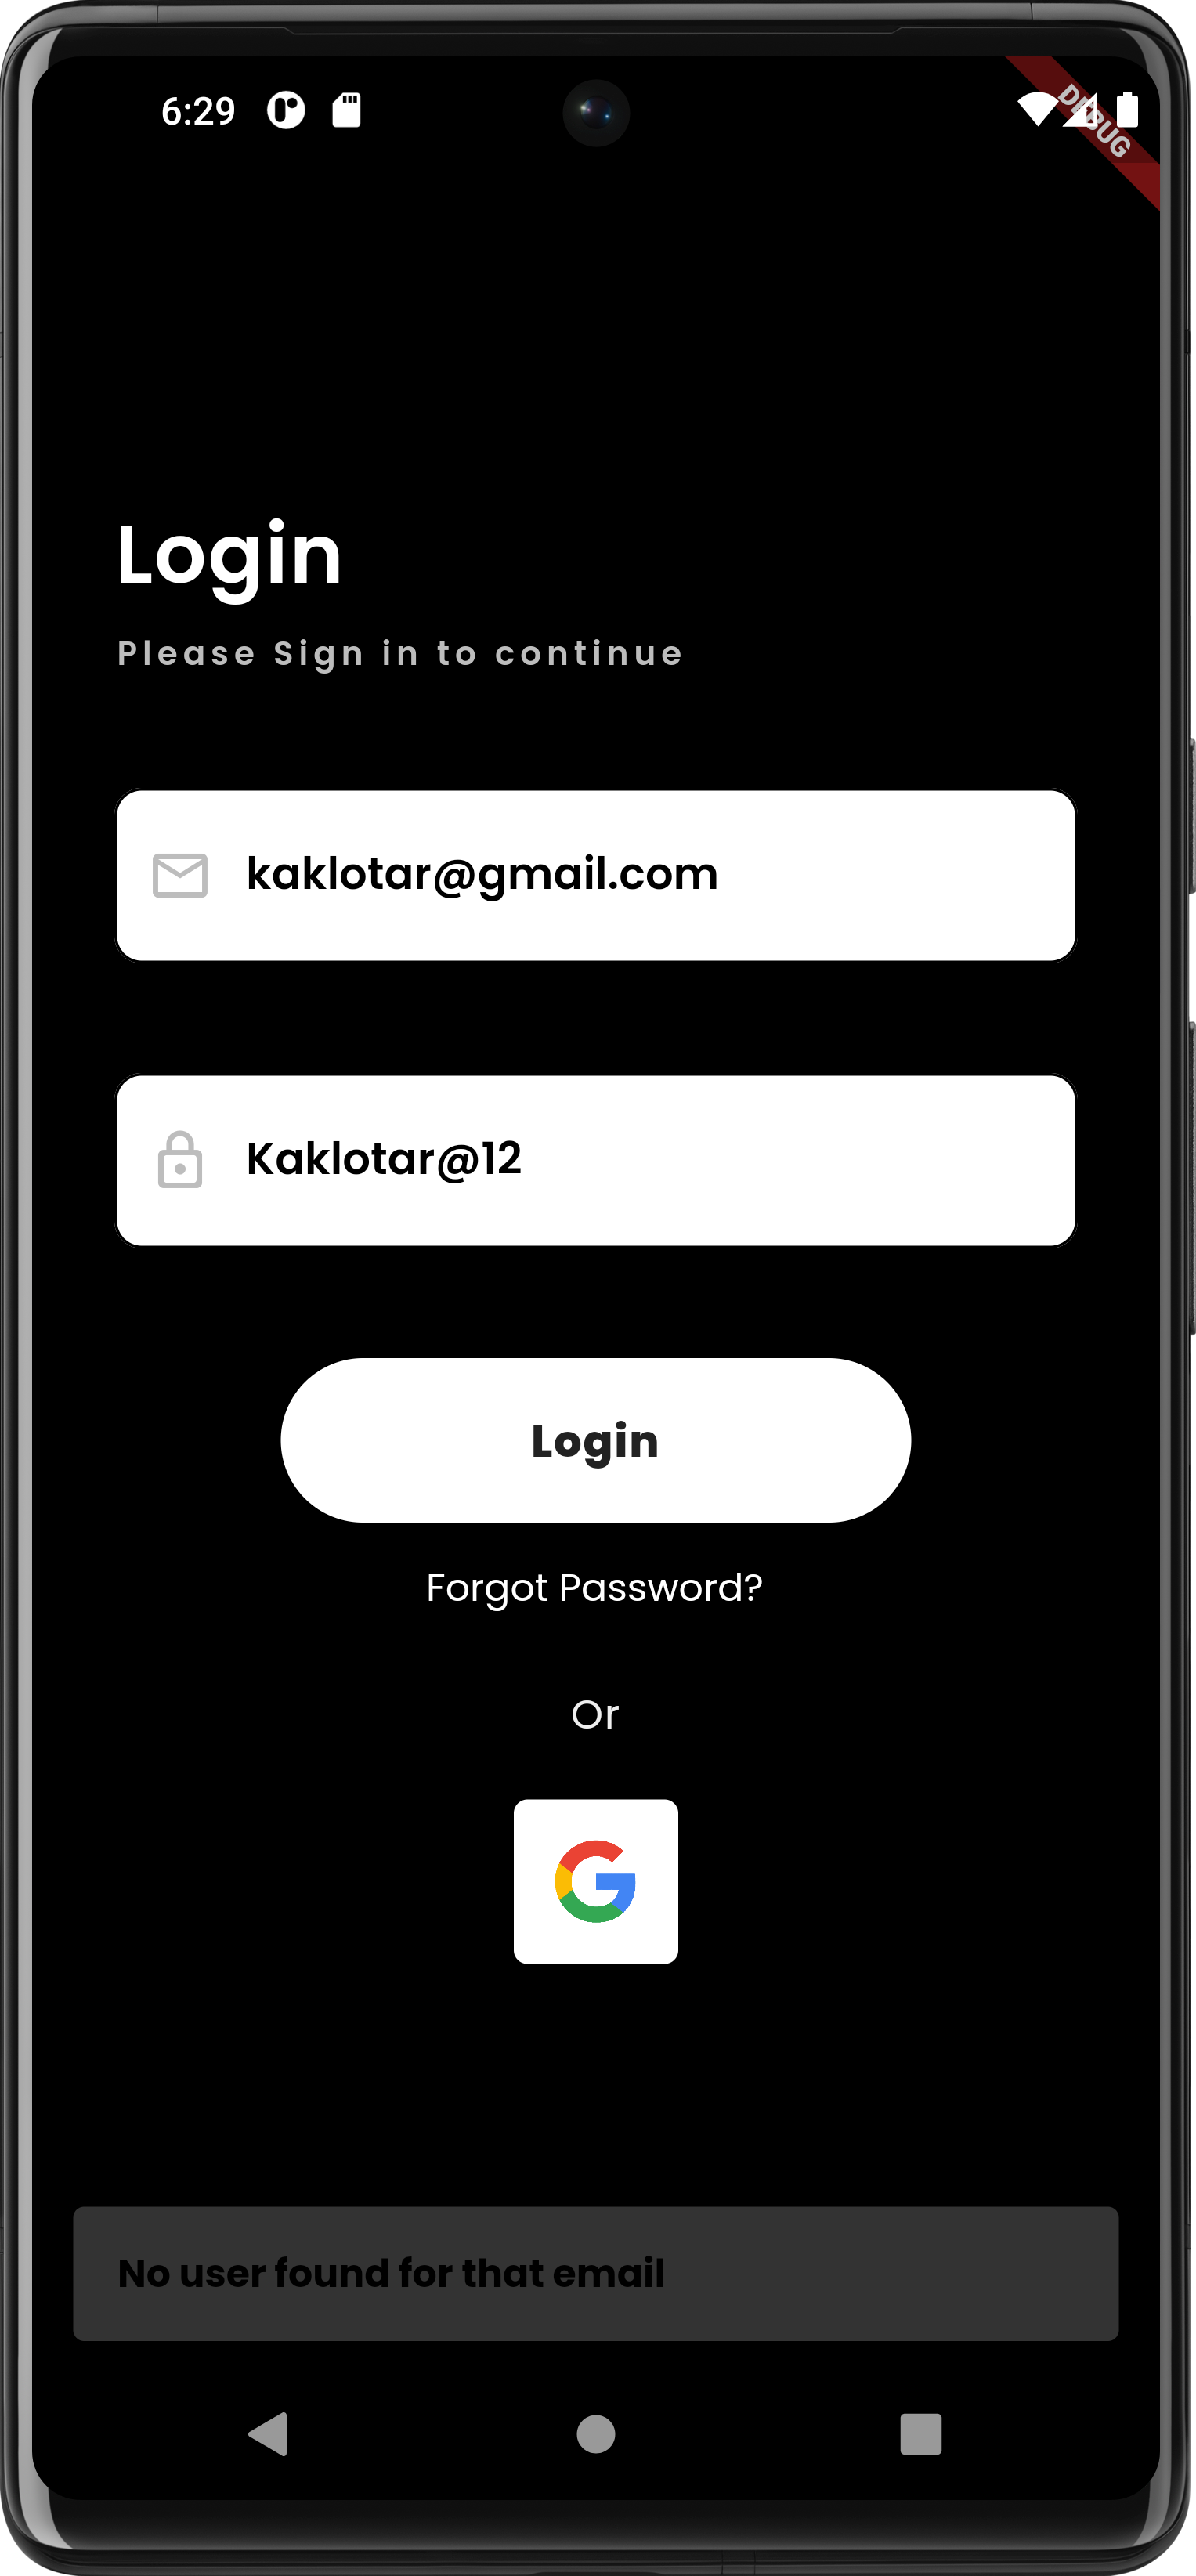 6:29
DEBUG
Login
Please Sign in to continue
kaklotar@gmail.com
Kaklotar@12
Login
Forgot Password?
Or
No user found for that email